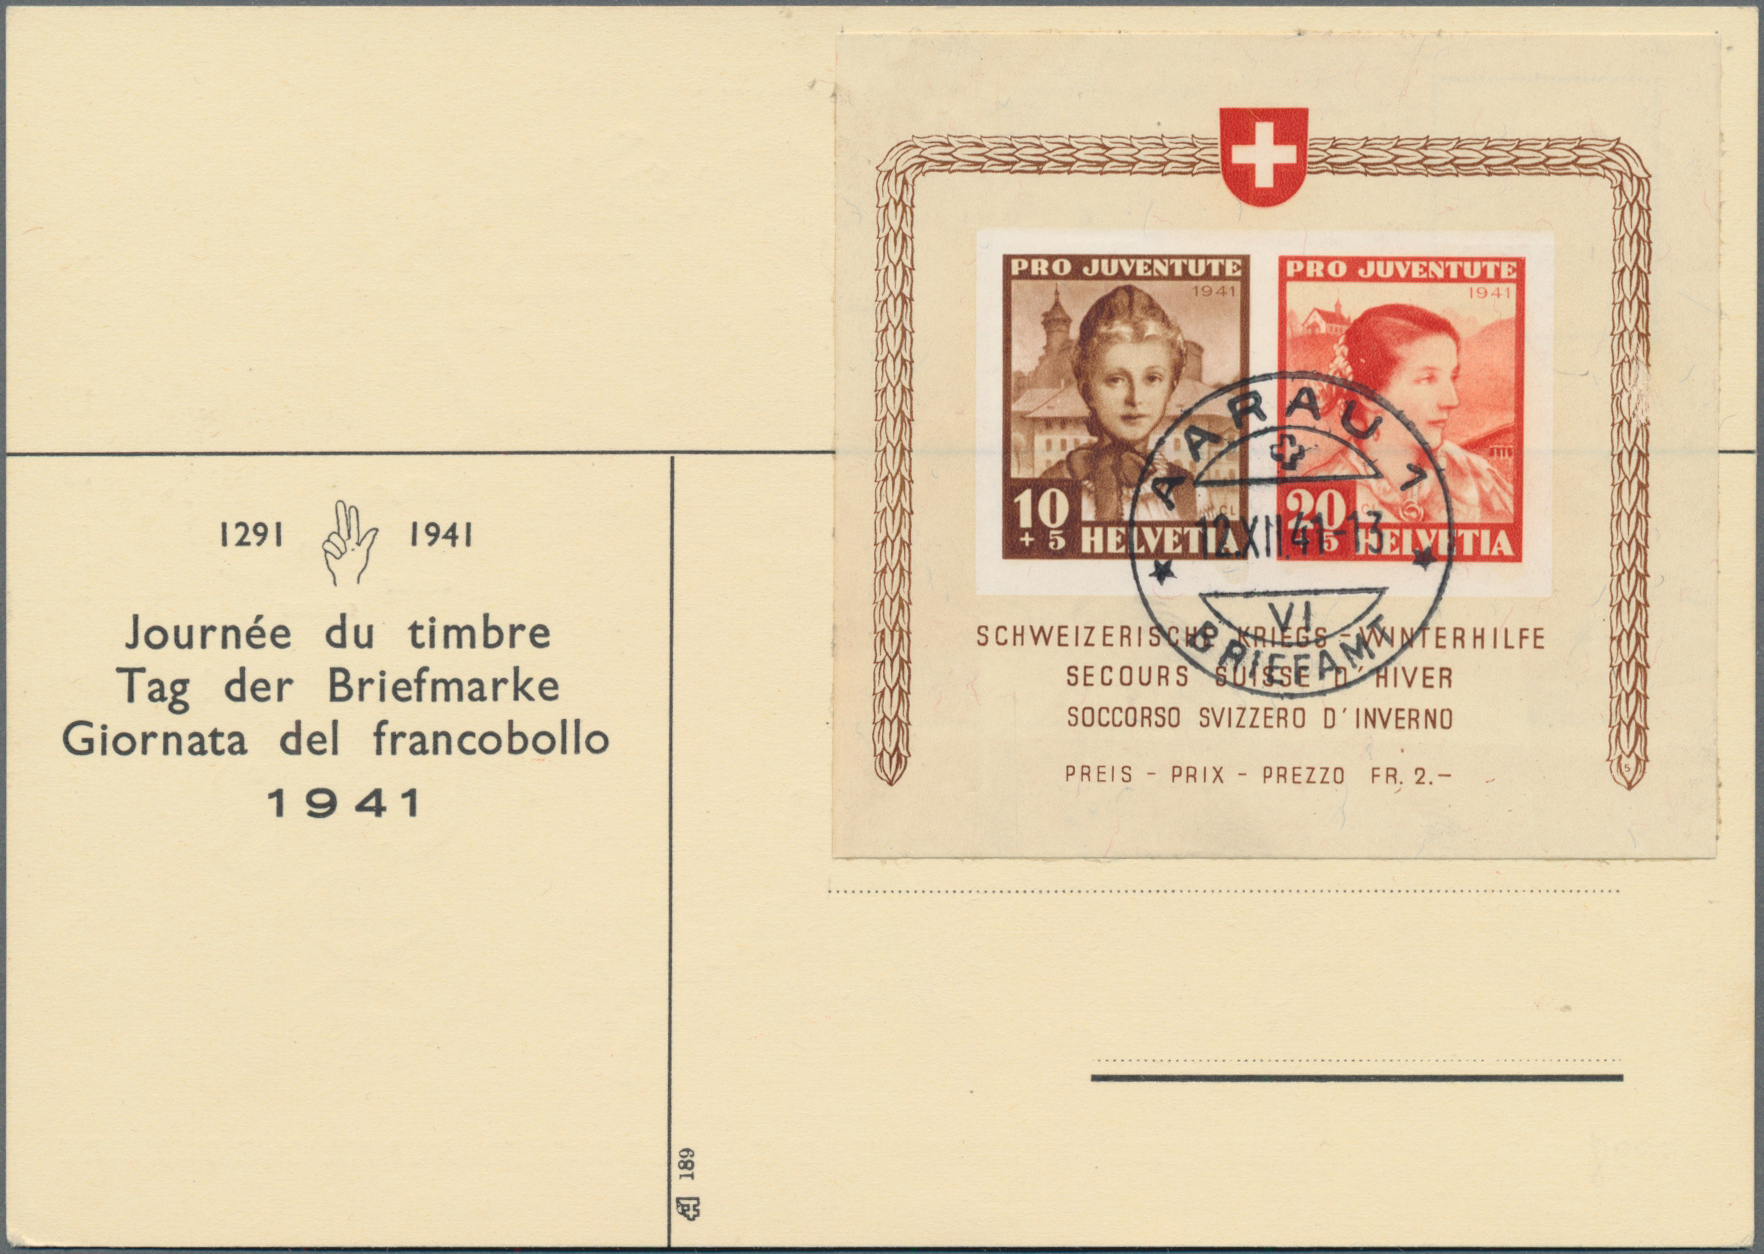 1291 1941
Journée du timbre
Tag der Briefmarke
Giornata del francobollo
1941
189
PRO JUVENTUTE
1941
10
+ 5 HELVETIA
PRO JUVENTUTE
1941
20
+ 5 HELVETIA
AARAU 1
12.XII.41-13
VI
BRIEFAMT
SCHWEIZERISCHE KRIEGS-WINTERHILFE
SECOURS SUISSE D'HIVER
SOCCORSO SVIZZERO D'INVERNO
PREIS - PRIX - PREZZO FR. 2.-
5